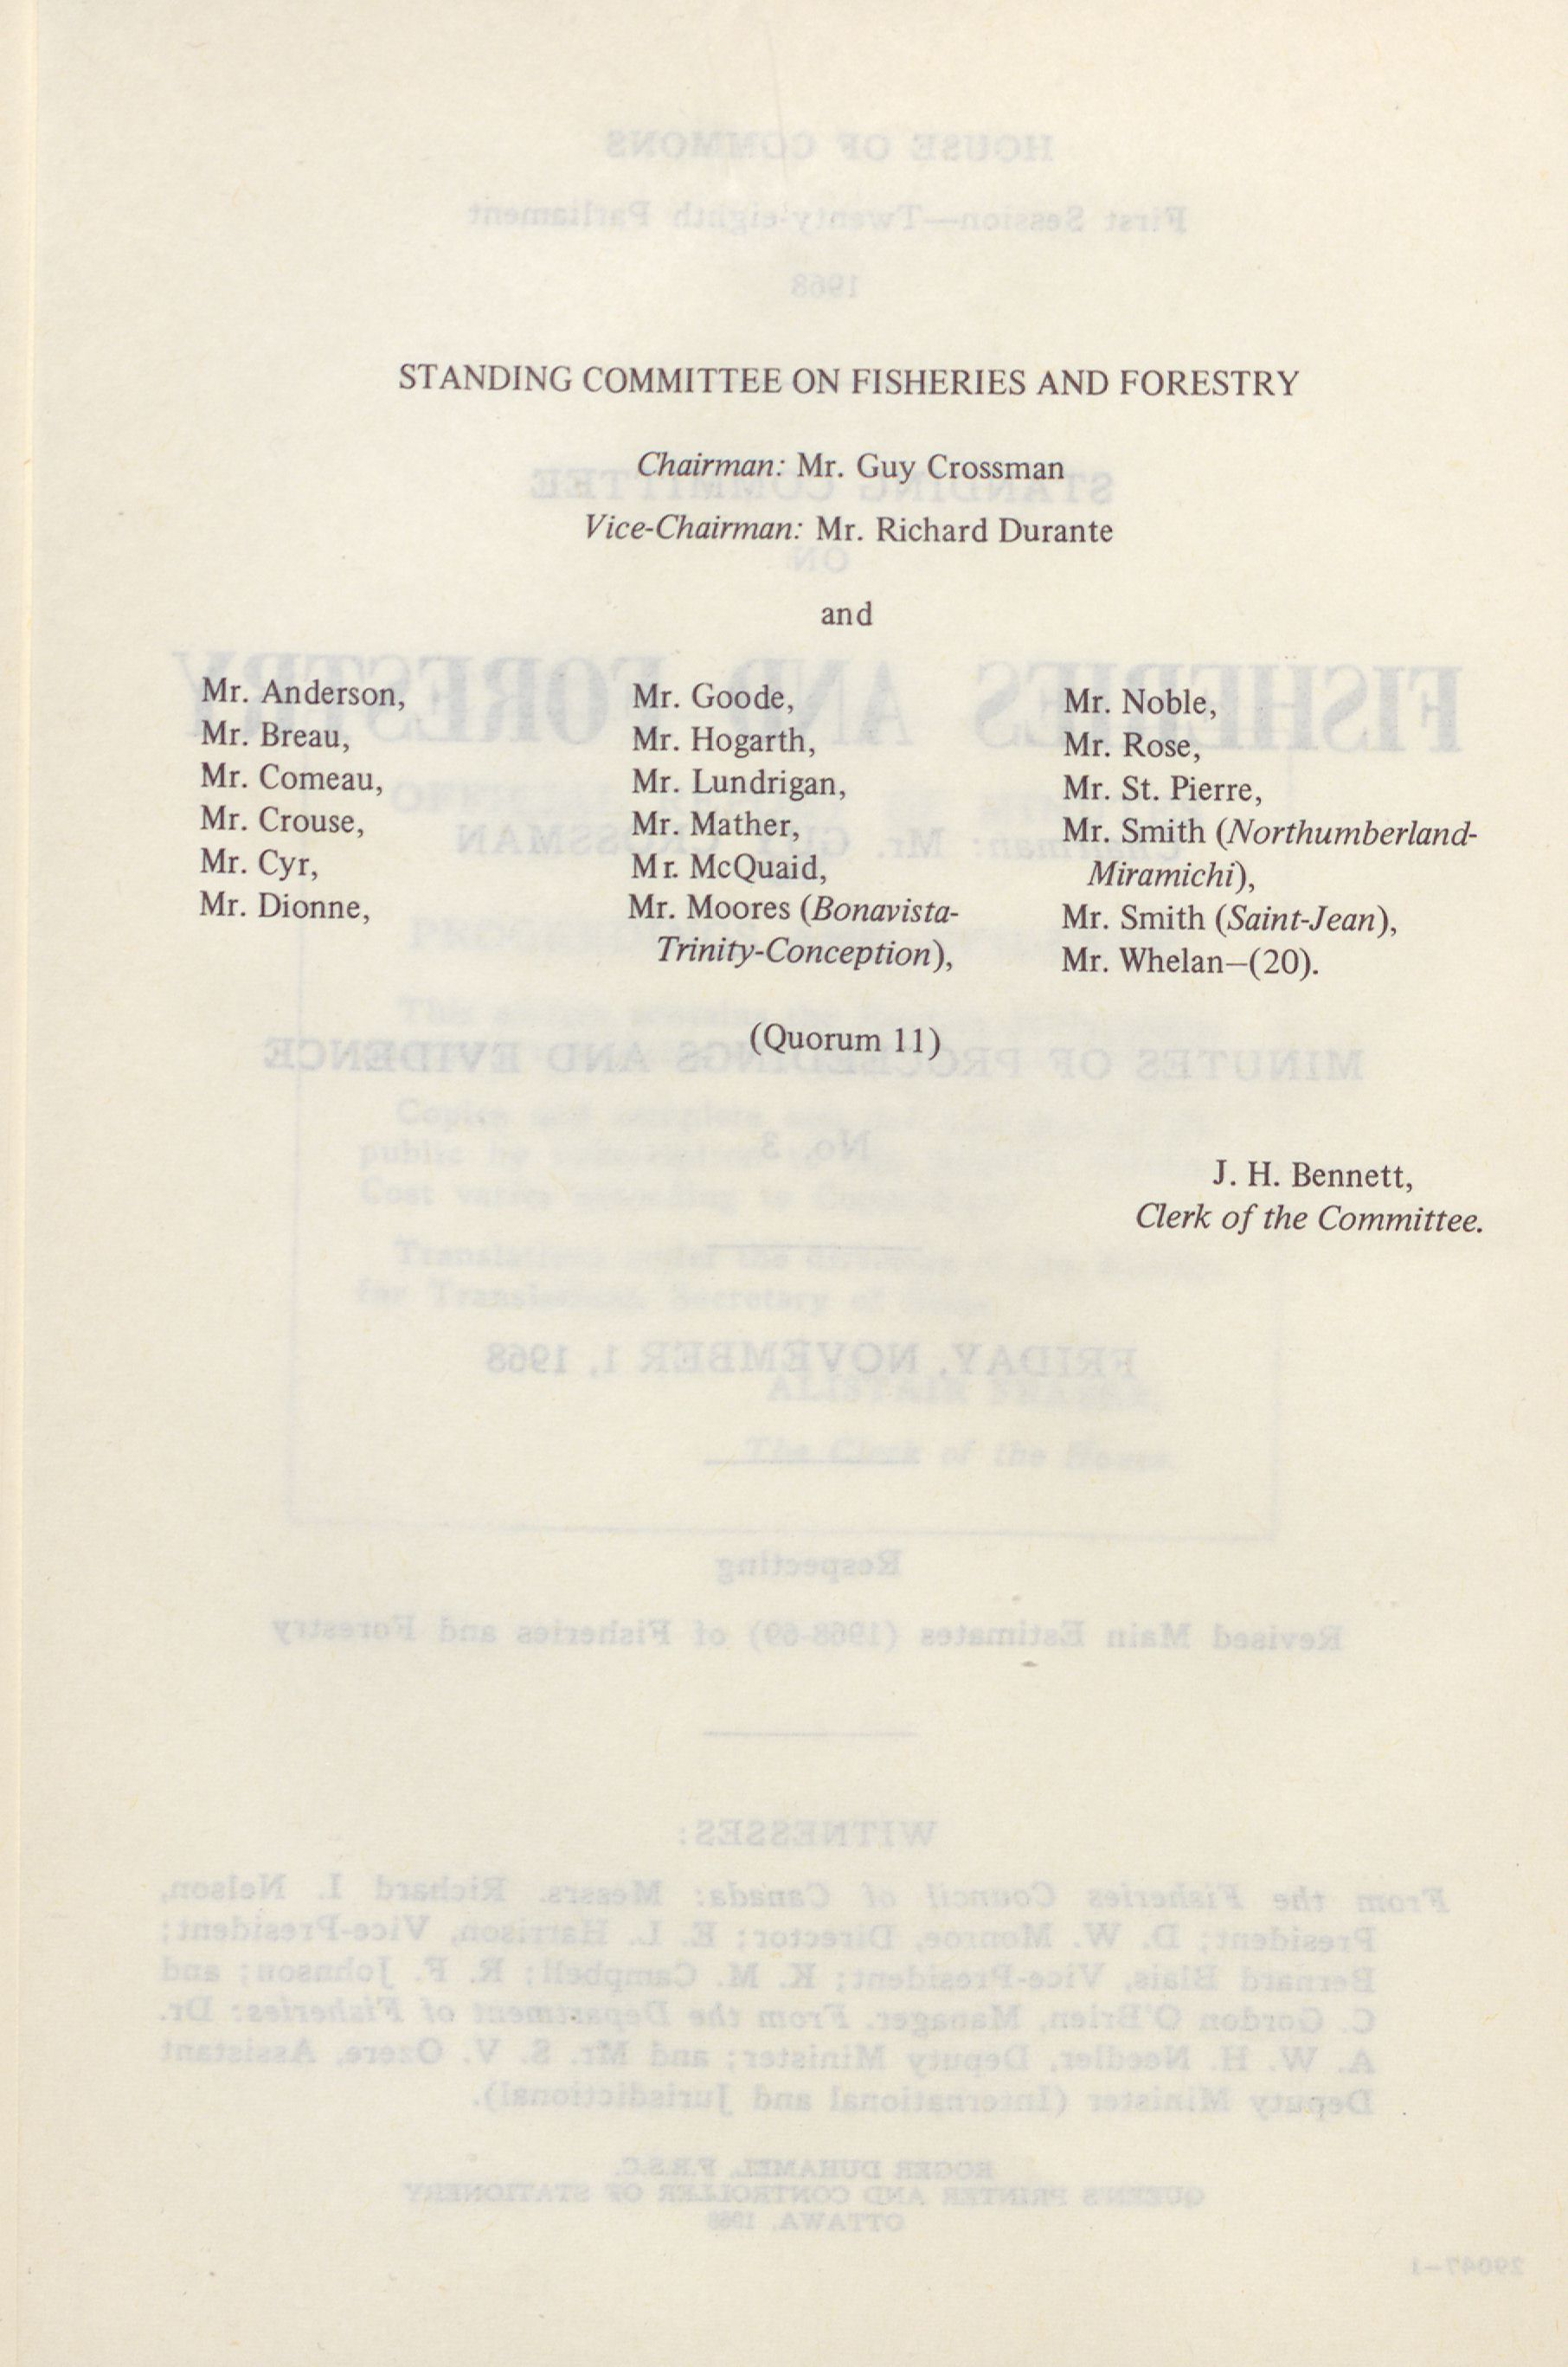 STANDING COMMITTEE ON FISHERIES AND FORESTRY
Chairman: Mr. Guy Crossman
Vice-Chairman: Mr. Richard Durante
and
Mr. Anderson,
Mr. Breau,
Mr. Comeau,
Mr. Crouse,
Mr. Cyr,
Mr. Dionne,
Mr. Goode,
Mr. Hogarth,
Mr. Lundrigan,
Mr. Mather,
Mr. McQuaid,
Mr. Moores (Bonavista-
Trinity-Conception),
Mr. Noble,
Mr. Rose,
Mr. St. Pierre,
Mr. Smith (Northumberland-
Miramichi),
Mr. Smith (Saint-Jean),
Mr. Whelan—(20).
(Quorum 11)
J. H. Bennett,
Clerk of the Committee.